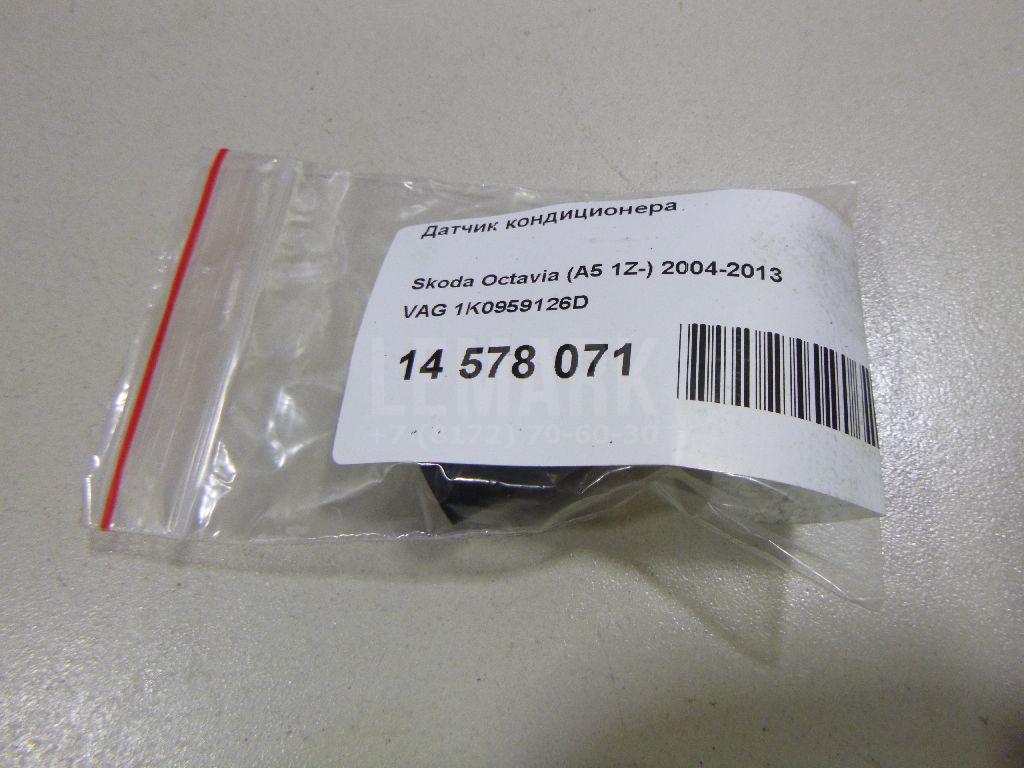 Датчик кондиционера
Skoda Octavia (A5 1Z-) 2004-2013
VAG 1K0959126D
14 578 071
LEMARK
+7 (8172) 70-60-30